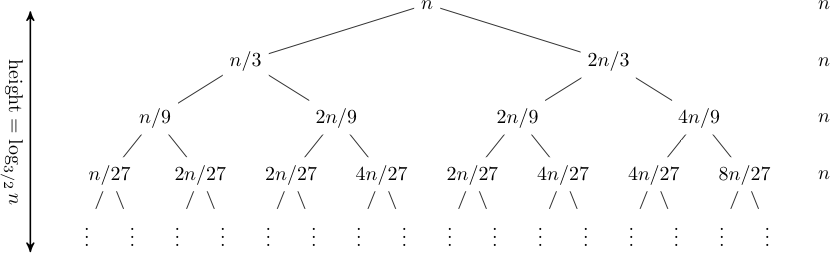 n n
n/3 2n/3 n
n/9 2n/9 2n/9 4n/9 n
n/27 2n/27 2n/27 4n/27 2n/27 4n/27 4n/27 8n/27 n
⋮ ⋮ ⋮ ⋮ ⋮ ⋮ ⋮ ⋮ ⋮ ⋮ ⋮ ⋮ ⋮ ⋮ ⋮ ⋮
height = log_{3/2} n